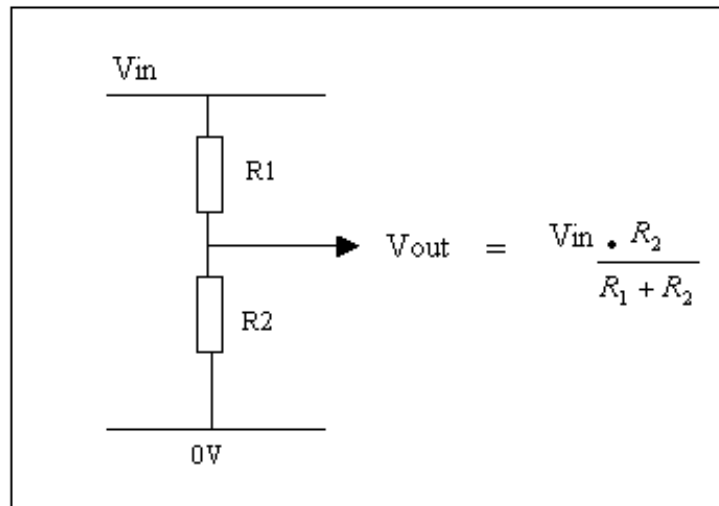 Vin
R1
Vout = Vin • R₂
R₁ + R₂
R2
0V